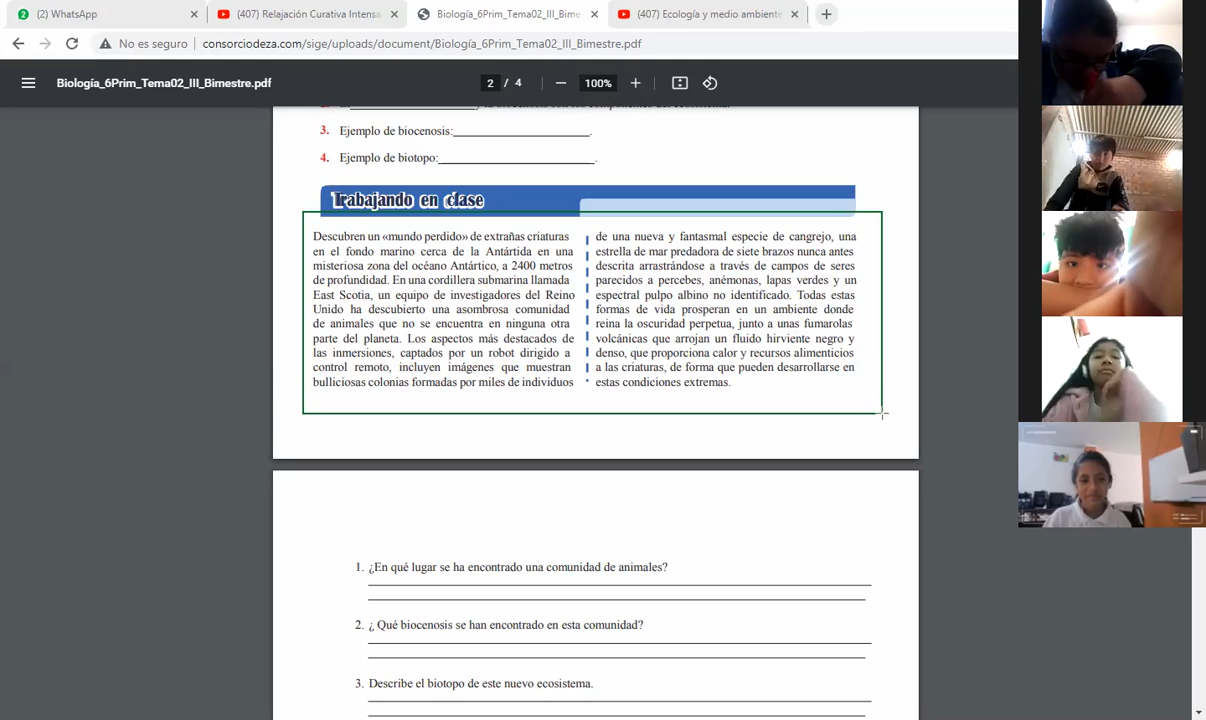 (2) WhatsApp
(407) Relajación Curativa Intensa
Biología_6Prim_Tema02_III_Bime
(407) Ecología y medio ambiente
No es seguro
consorciodeza.com/sige/uploads/document/Biología_6Prim_Tema02_III_Bimestre.pdf
Biología_6Prim_Tema02_III_Bimestre.pdf
2 / 4
100%
3. Ejemplo de biocenosis:
4. Ejemplo de biotopo:
Trabajando en clase
Descubren un «mundo perdido» de extrañas criaturas
en el fondo marino cerca de la Antártida en una
misteriosa zona del océano Antártico, a 2400 metros
de profundidad. En una cordillera submarina llamada
East Scotia, un equipo de investigadores del Reino
Unido ha descubierto una asombrosa comunidad
de animales que no se encuentra en ninguna otra
parte del planeta. Los aspectos más destacados de
las inmersiones, captados por un robot dirigido a
control remoto, incluyen imágenes que muestran
bulliciosas colonias formadas por miles de individuos
de una nueva y fantasmal especie de cangrejo, una
estrella de mar predadora de siete brazos nunca antes
descrita arrastrándose a través de campos de seres
parecidos a percebes, anémonas, lapas verdes y un
espectral pulpo albino no identificado. Todas estas
formas de vida prosperan en un ambiente donde
reina la oscuridad perpetua, junto a unas fumarolas
volcánicas que arrojan un fluido hirviente negro y
denso, que proporciona calor y recursos alimenticios
a las criaturas, de forma que pueden desarrollarse en
estas condiciones extremas.
1. ¿En qué lugar se ha encontrado una comunidad de animales?
2. ¿ Qué biocenosis se han encontrado en esta comunidad?
3. Describe el biotopo de este nuevo ecosistema.